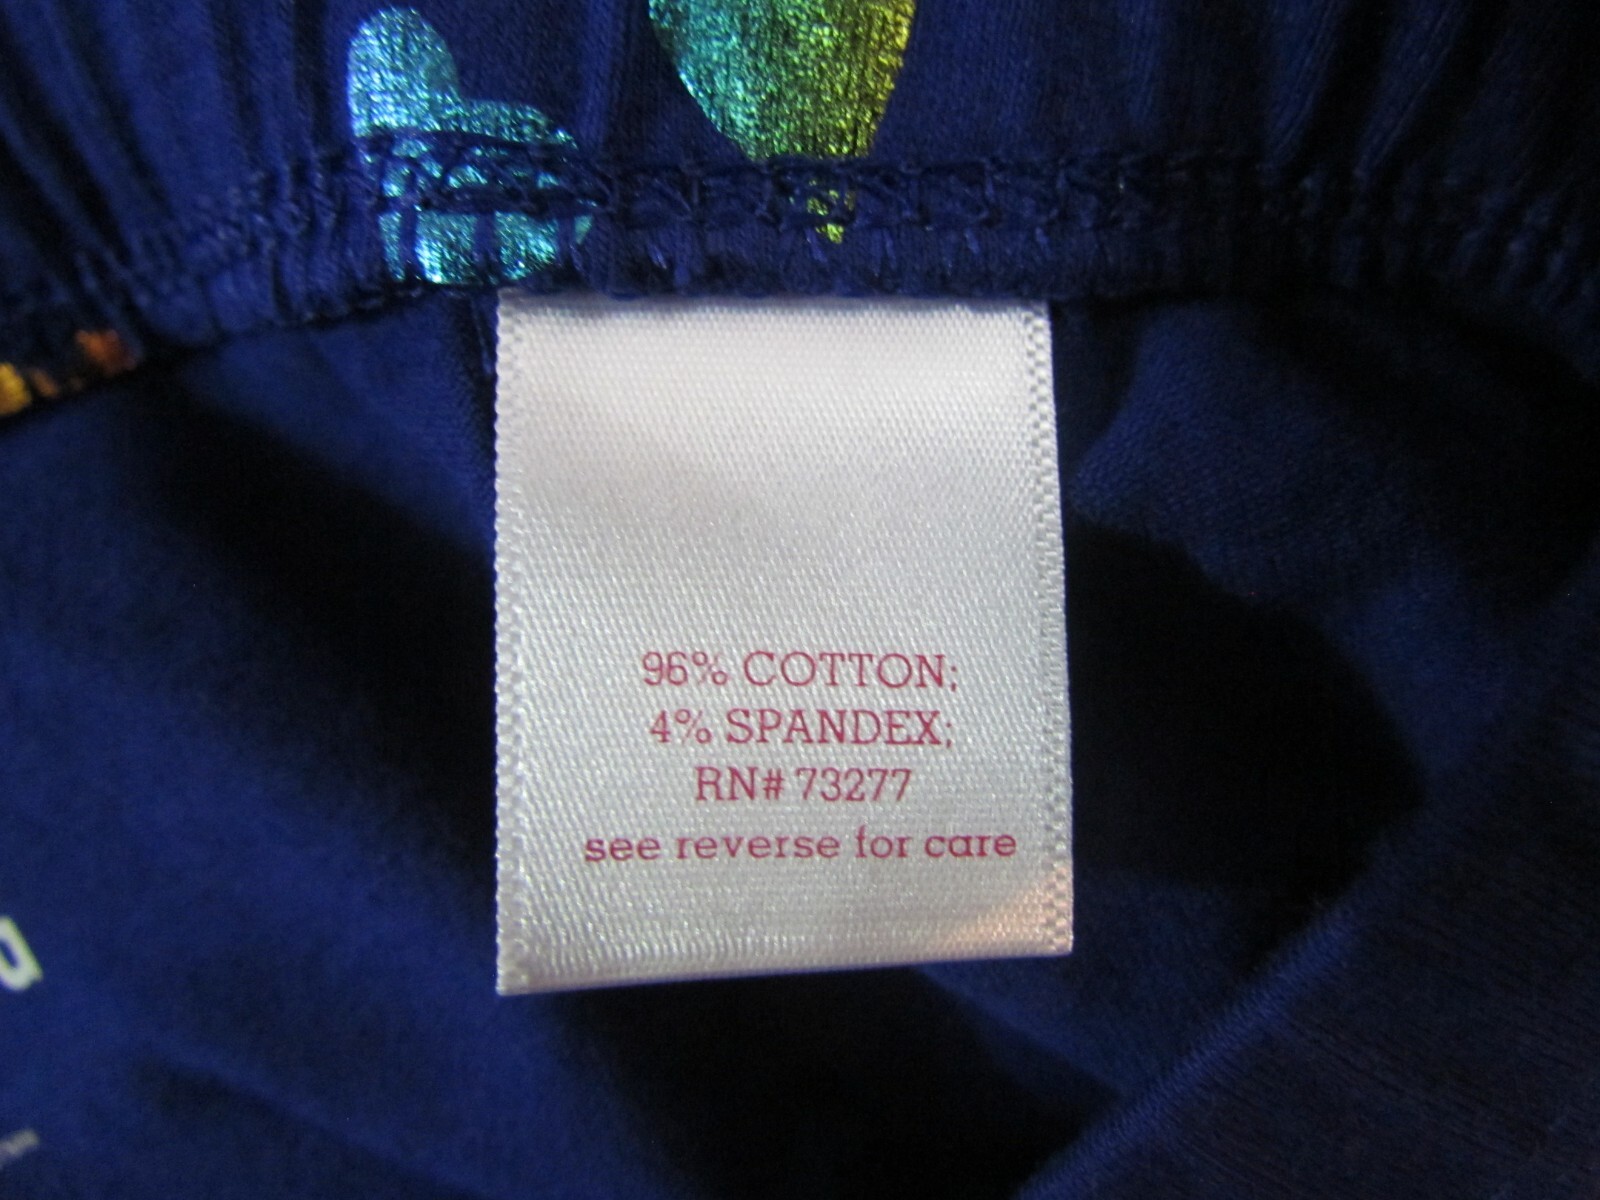 96% COTTON;
4% SPANDEX;
RN# 73277
see reverse for care
a